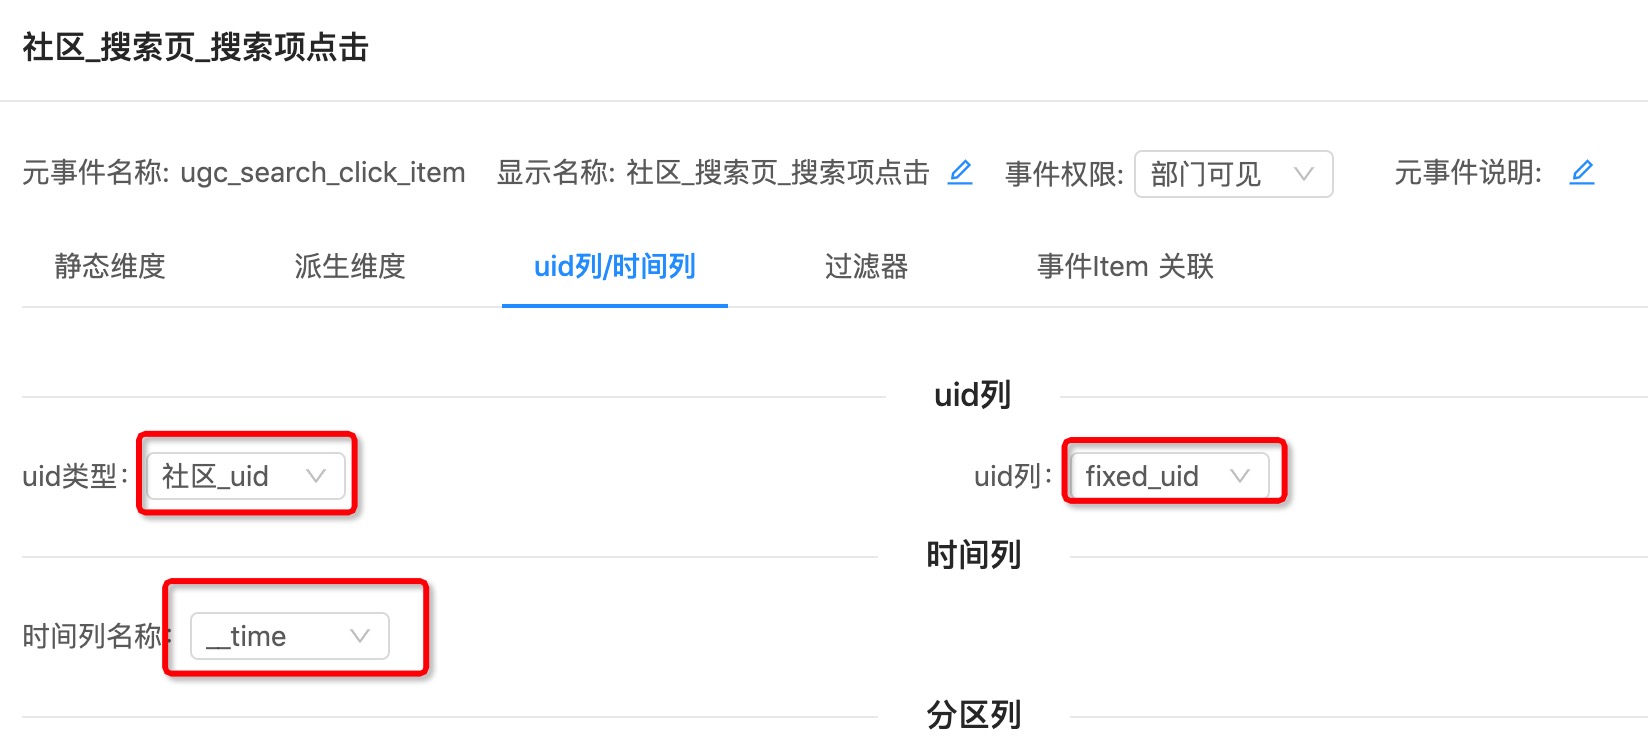 社区_搜索页_搜索项点击
元事件名称: ugc_search_click_item 显示名称: 社区_搜索页_搜索项点击 事件权限: 部门可见 元事件说明:
静态维度 派生维度 uid列/时间列 过滤器 事件Item 关联
uid列
uid类型: 社区_uid uid列: fixed_uid
时间列
时间列名称: __time
分区列